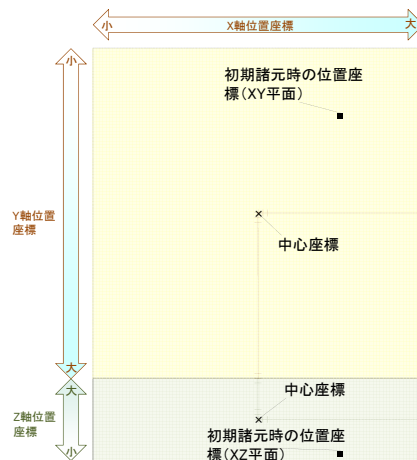 小
X軸位置座標
大
小
初期諸元時の位置座
標(XY平面)
Y軸位置
座標
中心座標
大
大
中心座標
Z軸位置
座標
初期諸元時の位置座
標(XZ平面)
小